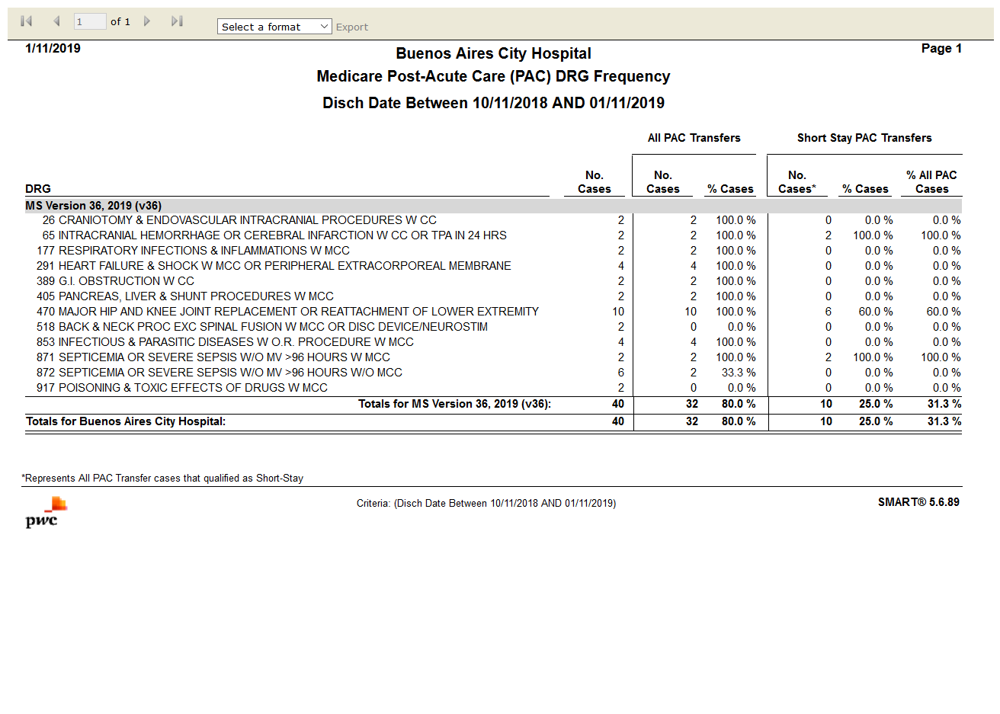 1 of 1 Select a format Export
1/11/2019 Buenos Aires City Hospital Page 1
Medicare Post-Acute Care (PAC) DRG Frequency
Disch Date Between 10/11/2018 AND 01/11/2019
All PAC Transfers Short Stay PAC Transfers
No. No. No. % All PAC
DRG Cases Cases % Cases Cases* % Cases Cases
MS Version 36, 2019 (v36)
26 CRANIOTOMY & ENDOVASCULAR INTRACRANIAL PROCEDURES W CC 2 2 100.0 % 0 0.0 % 0.0 %
65 INTRACRANIAL HEMORRHAGE OR CEREBRAL INFARCTION W CC OR TPA IN 24 HRS 2 2 100.0 % 2 100.0 % 100.0 %
177 RESPIRATORY INFECTIONS & INFLAMMATIONS W MCC 2 2 100.0 % 0 0.0 % 0.0 %
291 HEART FAILURE & SHOCK W MCC OR PERIPHERAL EXTRACORPOREAL MEMBRANE 4 4 100.0 % 0 0.0 % 0.0 %
389 G.I. OBSTRUCTION W CC 2 2 100.0 % 0 0.0 % 0.0 %
405 PANCREAS, LIVER & SHUNT PROCEDURES W MCC 2 2 100.0 % 0 0.0 % 0.0 %
470 MAJOR HIP AND KNEE JOINT REPLACEMENT OR REATTACHMENT OF LOWER EXTREMITY 10 10 100.0 % 6 60.0 % 60.0 %
518 BACK & NECK PROC EXC SPINAL FUSION W MCC OR DISC DEVICE/NEUROSTIM 2 0 0.0 % 0 0.0 % 0.0 %
853 INFECTIOUS & PARASITIC DISEASES W O.R. PROCEDURE W MCC 4 4 100.0 % 0 0.0 % 0.0 %
871 SEPTICEMIA OR SEVERE SEPSIS W/O MV >96 HOURS W MCC 2 2 100.0 % 2 100.0 % 100.0 %
872 SEPTICEMIA OR SEVERE SEPSIS W/O MV >96 HOURS W/O MCC 6 2 33.3 % 0 0.0 % 0.0 %
917 POISONING & TOXIC EFFECTS OF DRUGS W MCC 2 0 0.0 % 0 0.0 % 0.0 %
Totals for MS Version 36, 2019 (v36): 40 32 80.0 % 10 25.0 % 31.3 %
Totals for Buenos Aires City Hospital: 40 32 80.0 % 10 25.0 % 31.3 %
*Represents All PAC Transfer cases that qualified as Short-Stay
Criteria: (Disch Date Between 10/11/2018 AND 01/11/2019) SMART® 5.6.89
pwc